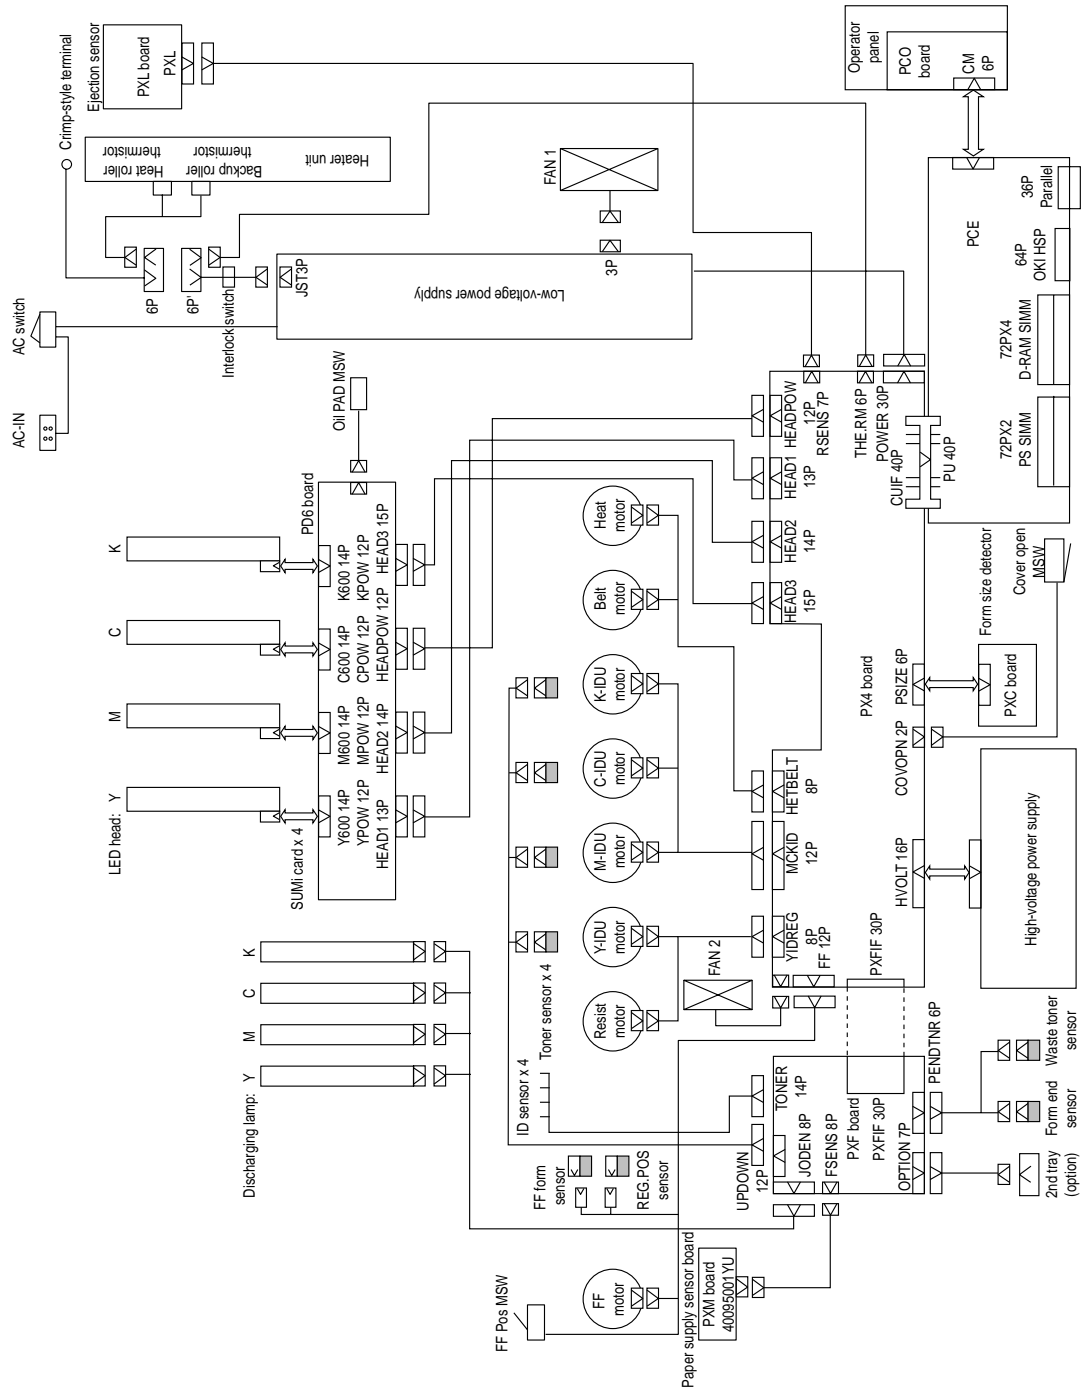 AC-IN
AC switch
Crimp-style terminal
Ejection sensor
PXL board
PXL
Heat roller
thermistor
Backup roller
thermistor
Heater unit
6P
6P'
Interlock switch
JST3P
Low-voltage power supply
3P
FAN 1
Operator
panel
PCO
board
CM
6P
PCE
36P
Parallel
64P
OKI HSP
72PX4
D-RAM SIMM
72PX2
PS SIMM
LED head:
Y
M
C
K
SUMi card x 4
PD6 board
Oil PAD MSW
Y600 14P
YPOW 12P
HEAD1 13P
M600 14P
MPOW 12P
HEAD2 14P
C600 14P
CPOW 12P
HEADPOW 12P
K600 14P
KPOW 12P
HEAD3 15P
Discharging lamp:
Y
M
C
K
ID sensor x 4
Toner sensor x 4
Resist
motor
Y-IDU
motor
M-IDU
motor
C-IDU
motor
K-IDU
motor
Belt
motor
Heat
motor
FAN 2
YIDREG
8P
FF 12P
MCKID
12P
HETBELT
8P
HEAD3
15P
HEAD2
14P
HEAD1
13P
HEADPOW
12P
RSENS 7P
THE.RM 6P
POWER 30P
CUIF 40P
PU 40P
PX4 board
PSIZE 6P
COVOPN 2P
HVOLT 16P
PXFIF 30P
Form size detector
PXC board
Cover open
MSW
High-voltage power supply
FF Pos MSW
FF
motor
FF form
sensor
REG.POS
sensor
Paper supply sensor board
PXM board
40095001YU
UPDOWN
12P
TONER
14P
JODEN 8P
FSENS 8P
PXF board
PXFIF 30P
OPTION 7P
PENDTNR 6P
2nd tray
(option)
Form end
sensor
Waste toner
sensor